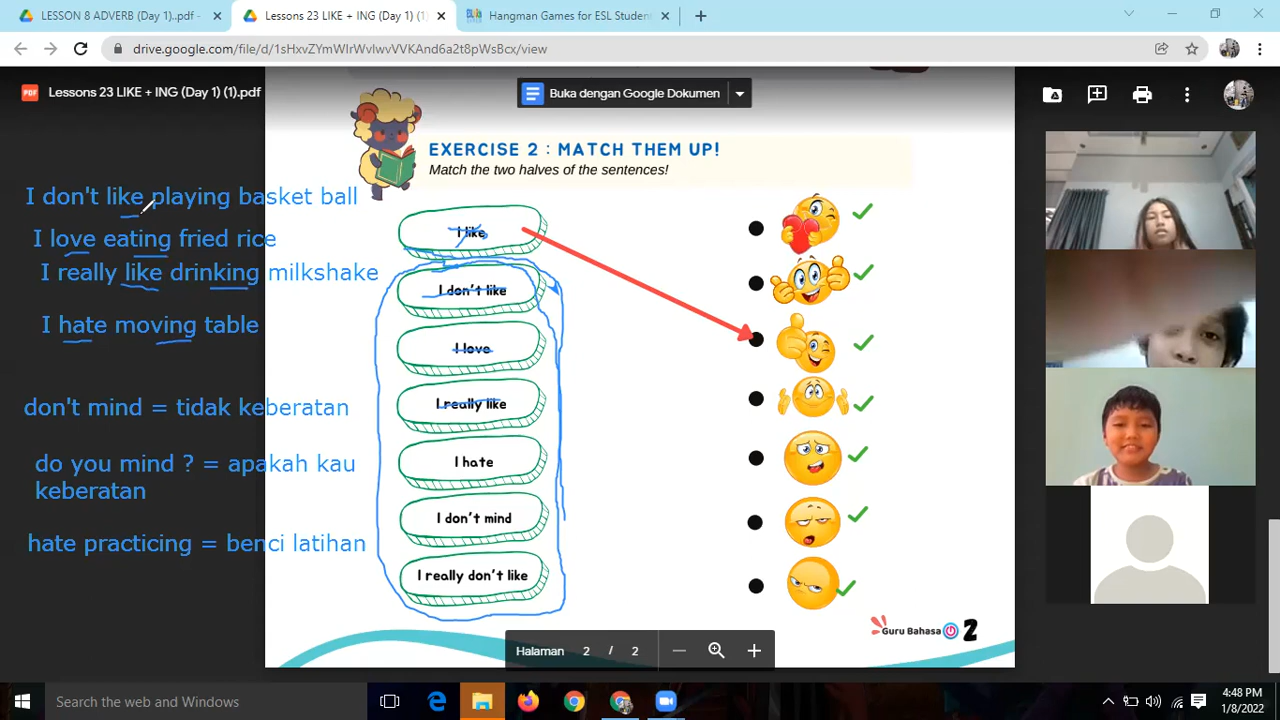 LESSON 8 ADVERB (Day 1)..pdf -
Lessons 23 LIKE + ING (Day 1) (1)
Hangman Games for ESL Student
drive.google.com/file/d/1sHxvZYmWIrWvIwvVVKAnd6a2t8pWsBcx/view
Lessons 23 LIKE + ING (Day 1) (1).pdf
Buka dengan Google Dokumen
EXERCISE 2 : MATCH THEM UP!
Match the two halves of the sentences!
I don't like playing basket ball
I love eating fried rice
I really like drinking milkshake
I hate moving table
don't mind = tidak keberatan
do you mind ? = apakah kau
keberatan
hate practicing = benci latihan
I like
I don't like
I love
I really like
I hate
I don't mind
I really don't like
Guru Bahasa 2
Halaman 2 / 2
Search the web and Windows
4:48 PM
1/8/2022